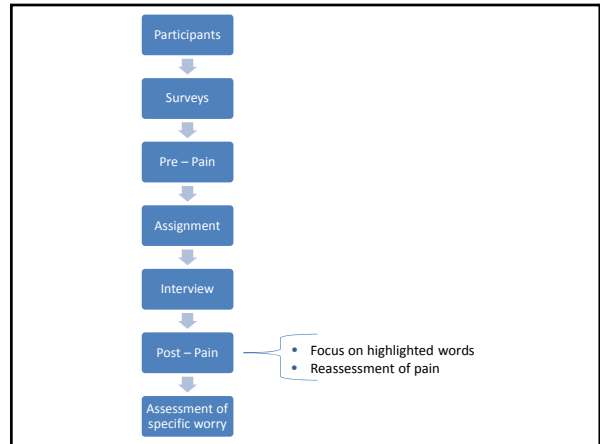 Participants
Surveys
Pre – Pain
Assignment
Interview
Post – Pain
• Focus on highlighted words
• Reassessment of pain
Assessment of
specific worry